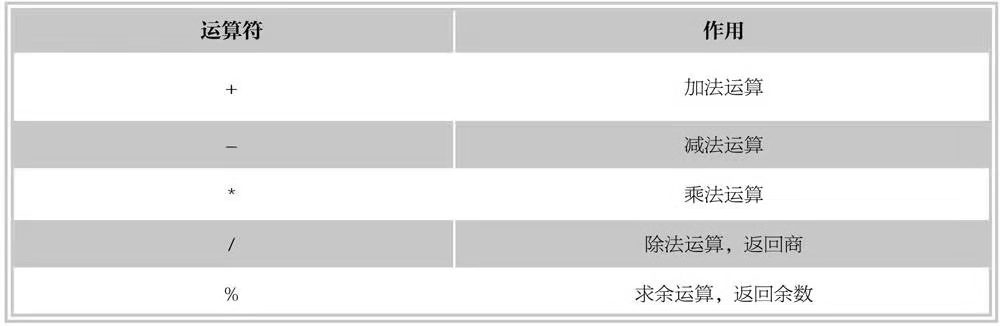 运算符 作用
+ 加法运算
- 减法运算
* 乘法运算
/ 除法运算，返回商
% 求余运算，返回余数